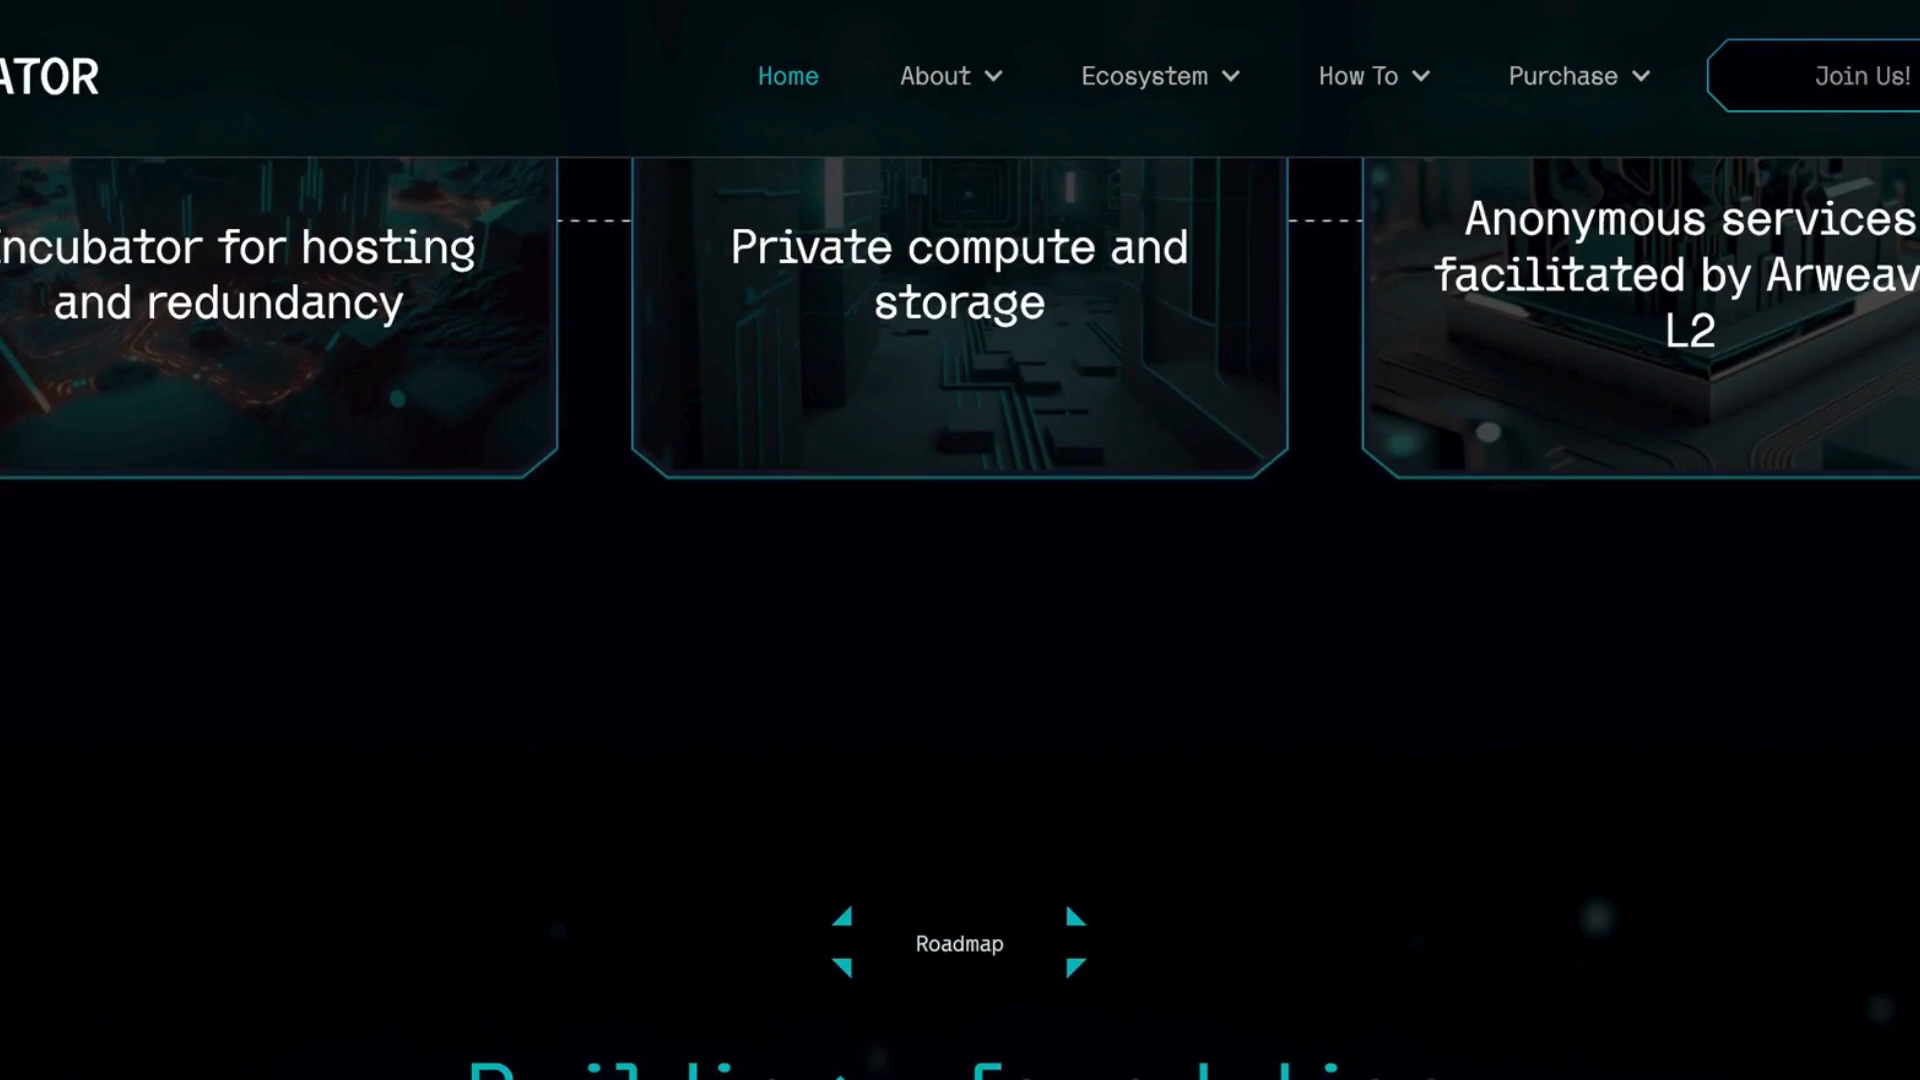 ATOR
Home
About
Ecosystem
How To
Purchase
Join Us!
Incubator for hosting
and redundancy
Private compute and
storage
Anonymous services
facilitated by Arweav
L2
Roadmap